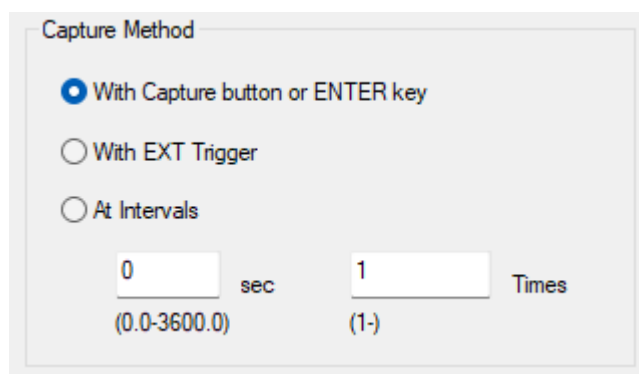 Capture Method
With Capture button or ENTER key
With EXT Trigger
At Intervals
0 sec 1 Times
(0.0-3600.0) (1-)